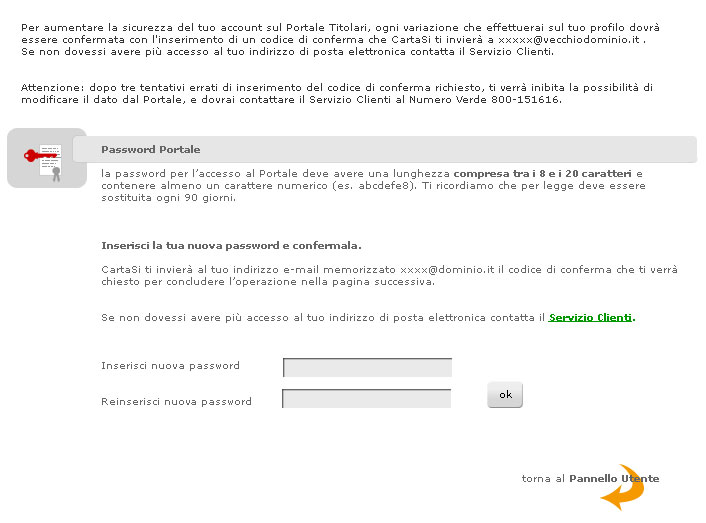 Per aumentare la sicurezza del tuo account sul Portale Titolari, ogni variazione che effettuerai sul tuo profilo dovrà
essere confermata con l'inserimento di un codice di conferma che CartaSi ti invierà a xxxxx@vecchiodominio.it .
Se non dovessi avere più accesso al tuo indirizzo di posta elettronica contatta il Servizio Clienti.
Attenzione: dopo tre tentativi errati di inserimento del codice di conferma richiesto, ti verrà inibita la possibilità di
modificare il dato dal Portale, e dovrai contattare il Servizio Clienti al Numero Verde 800-151616.
Password Portale
la password per l'accesso al Portale deve avere una lunghezza compresa tra i 8 e i 20 caratteri e
contenere almeno un carattere numerico (es. abcdefe8). Ti ricordiamo che per legge deve essere
sostituita ogni 90 giorni.
Inserisci la tua nuova password e confermala.
CartaSi ti invierà al tuo indirizzo e-mail memorizzato xxxx@dominio.it il codice di conferma che ti verrà
chiesto per concludere l'operazione nella pagina successiva.
Se non dovessi avere più accesso al tuo indirizzo di posta elettronica contatta il Servizio Clienti.
Inserisci nuova password
Reinserisci nuova password
ok
torna al Pannello Utente